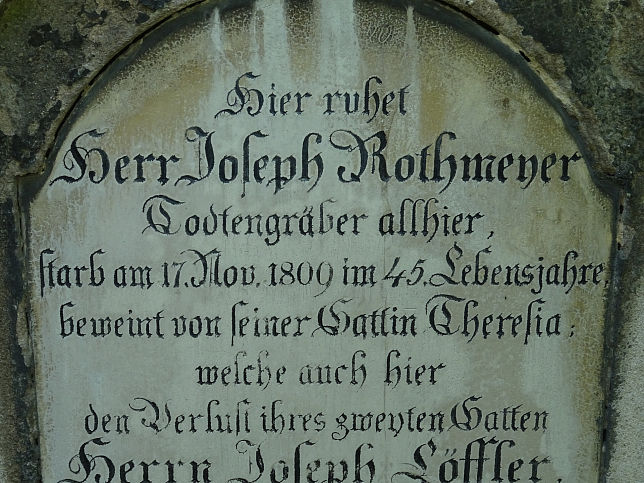 Hier ruhet
Herr Joseph Rothmeyer
Todtengräber allhier,
starb am 17. Nov. 1809 im 45. Lebensjahre,
beweint von seiner Gattin Theresia;
welche auch hier
den Verlust ihres zweyten Gatten
Herrn Joseph Löffler,